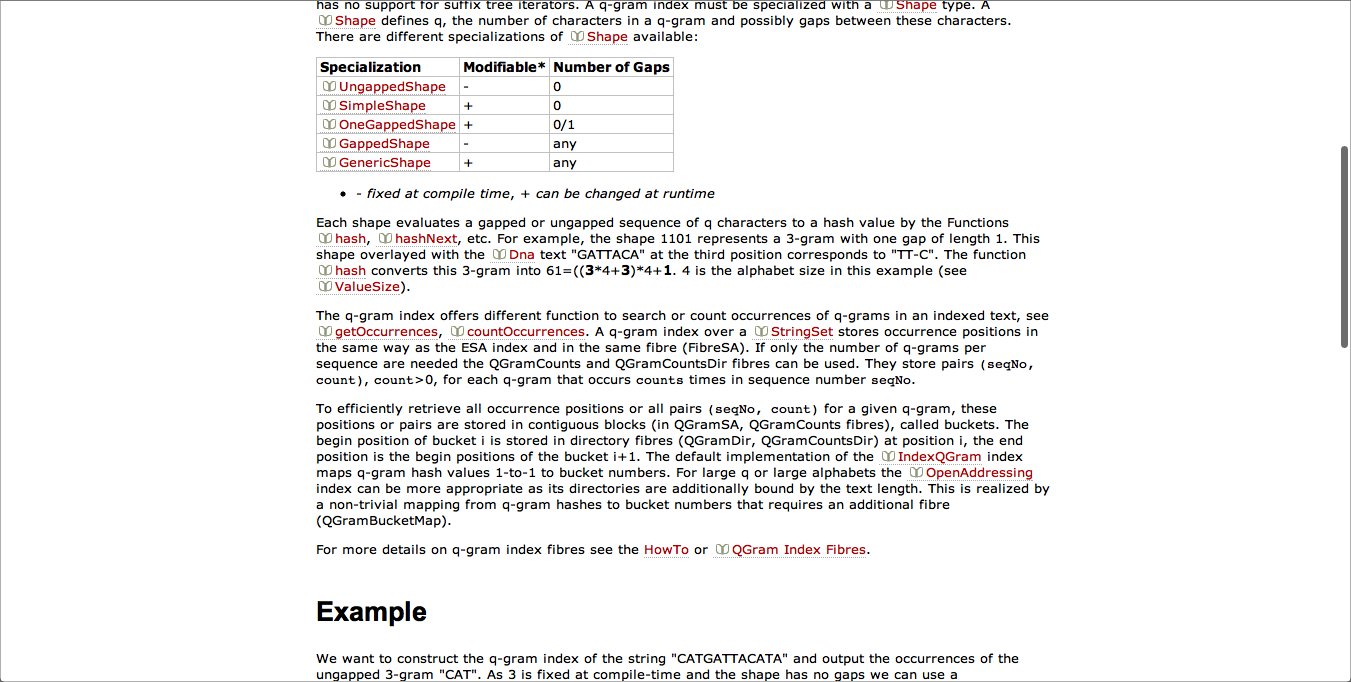 has no support for suffix tree iterators. A q-gram index must be specialized with a Shape type. A
Shape defines q, the number of characters in a q-gram and possibly gaps between these characters.
There are different specializations of Shape available:
Specialization Modifiable* Number of Gaps
UngappedShape - 0
SimpleShape + 0
OneGappedShape + 0/1
GappedShape - any
GenericShape + any
• - fixed at compile time, + can be changed at runtime
Each shape evaluates a gapped or ungapped sequence of q characters to a hash value by the Functions
hash, hashNext, etc. For example, the shape 1101 represents a 3-gram with one gap of length 1. This
shape overlayed with the Dna text "GATTACA" at the third position corresponds to "TT-C". The function
hash converts this 3-gram into 61=((3*4+3)*4+1. 4 is the alphabet size in this example (see
ValueSize).
The q-gram index offers different function to search or count occurrences of q-grams in an indexed text, see
getOccurrences, countOccurrences. A q-gram index over a StringSet stores occurrence positions in
the same way as the ESA index and in the same fibre (FibreSA). If only the number of q-grams per
sequence are needed the QGramCounts and QGramCountsDir fibres can be used. They store pairs (seqNo,
count), count>0, for each q-gram that occurs counts times in sequence number seqNo.
To efficiently retrieve all occurrence positions or all pairs (seqNo, count) for a given q-gram, these
positions or pairs are stored in contiguous blocks (in QGramSA, QGramCounts fibres), called buckets. The
begin position of bucket i is stored in directory fibres (QGramDir, QGramCountsDir) at position i, the end
position is the begin positions of the bucket i+1. The default implementation of the IndexQGram index
maps q-gram hash values 1-to-1 to bucket numbers. For large q or large alphabets the OpenAddressing
index can be more appropriate as its directories are additionally bound by the text length. This is realized by
a non-trivial mapping from q-gram hashes to bucket numbers that requires an additional fibre
(QGramBucketMap).
For more details on q-gram index fibres see the HowTo or QGram Index Fibres.
Example
We want to construct the q-gram index of the string "CATGATTACATA" and output the occurrences of the
ungapped 3-gram "CAT". As 3 is fixed at compile-time and the shape has no gaps we can use a